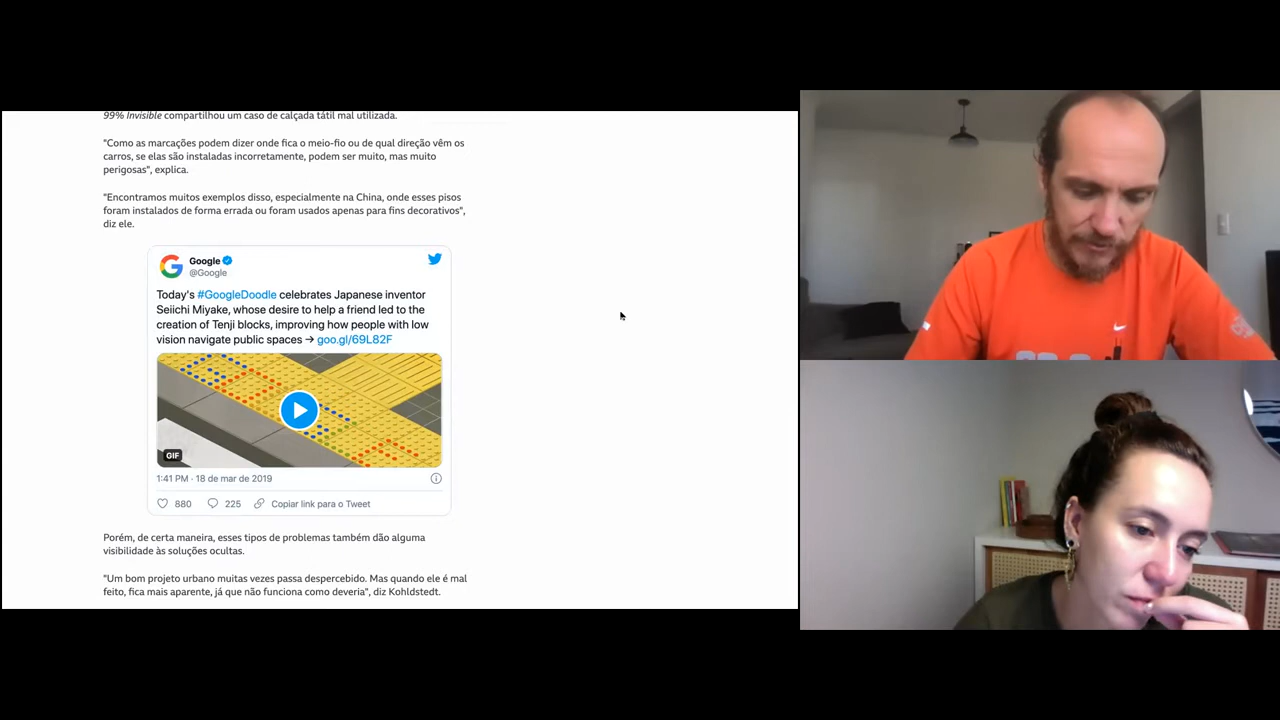 99% Invisible compartilhou um caso de calçada tátil mal utilizada.
"Como as marcações podem dizer onde fica o meio-fio ou de qual direção vêm os
carros, se elas são instaladas incorretamente, podem ser muito, mas muito
perigosas", explica.
"Encontramos muitos exemplos disso, especialmente na China, onde esses pisos
foram instalados de forma errada ou foram usados apenas para fins decorativos",
diz ele.
Google
@Google
Today's #GoogleDoodle celebrates Japanese inventor
Seiichi Miyake, whose desire to help a friend led to the
creation of Tenji blocks, improving how people with low
vision navigate public spaces → goo.gl/69L82F
GIF
1:41 PM · 18 de mar de 2019
880 225 Copiar link para o Tweet
Porém, de certa maneira, esses tipos de problemas também dão alguma
visibilidade às soluções ocultas.
"Um bom projeto urbano muitas vezes passa despercebido. Mas quando ele é mal
feito, fica mais aparente, já que não funciona como deveria", diz Kohldstedt.